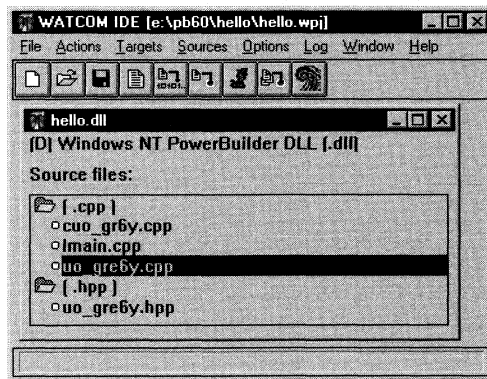 WATCOM IDE [e:\pb60\hello\hello.wpj]
File Actions Targets Sources Options Log Window Help
hello.dll
[D] Windows NT PowerBuilder DLL [.dll]
Source files:
[ .cpp ]
cuo_gr6y.cpp
lmain.cpp
uo_gre6y.cpp
[ .hpp ]
uo_gre6y.hpp